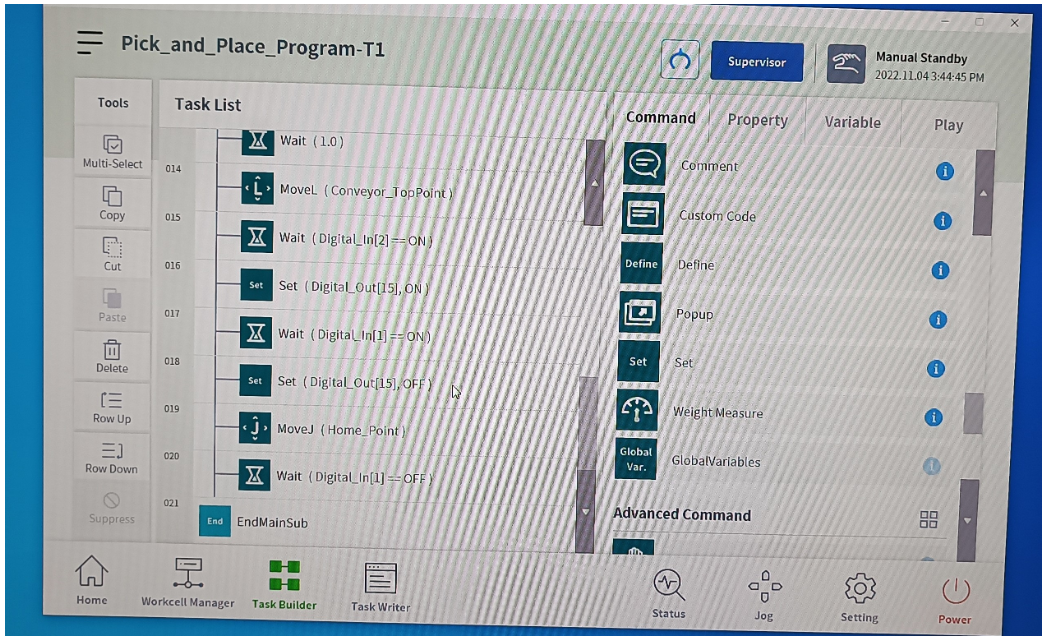 Pick_and_Place_Program-T1
Supervisor
Manual Standby
2022.11.04 3:44:45 PM
Tools
Multi-Select
Copy
Cut
Paste
Delete
Row Up
Row Down
Suppress
Task List
Wait ( 1.0 )
014
MoveL ( Conveyor_TopPoint )
015
Wait ( Digital_In[2] == ON )
016
Set
Set ( Digital_Out[15], ON )
017
Wait ( Digital_In[1] == ON )
018
Set
Set ( Digital_Out[15], OFF )
019
MoveJ ( Home_Point )
020
Wait ( Digital_In[1] == OFF )
021
End
EndMainSub
Command
Property
Variable
Play
Comment
Custom Code
Define
Define
Popup
Set
Set
Weight Measure
Global
Var.
GlobalVariables
Advanced Command
Home
Workcell Manager
Task Builder
Task Writer
Status
Jog
Setting
Power